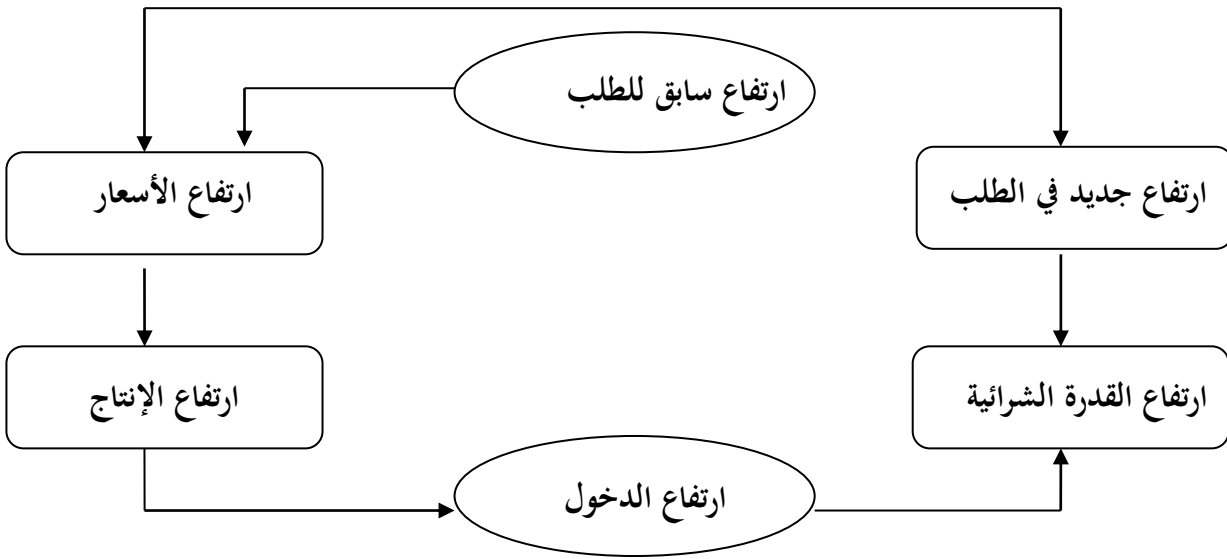 ارتفاع سابق للطلب
ارتفاع جديد في الطلب
ارتفاع الأسعار
ارتفاع القدرة الشرائية
ارتفاع الإنتاج
ارتفاع الدخول